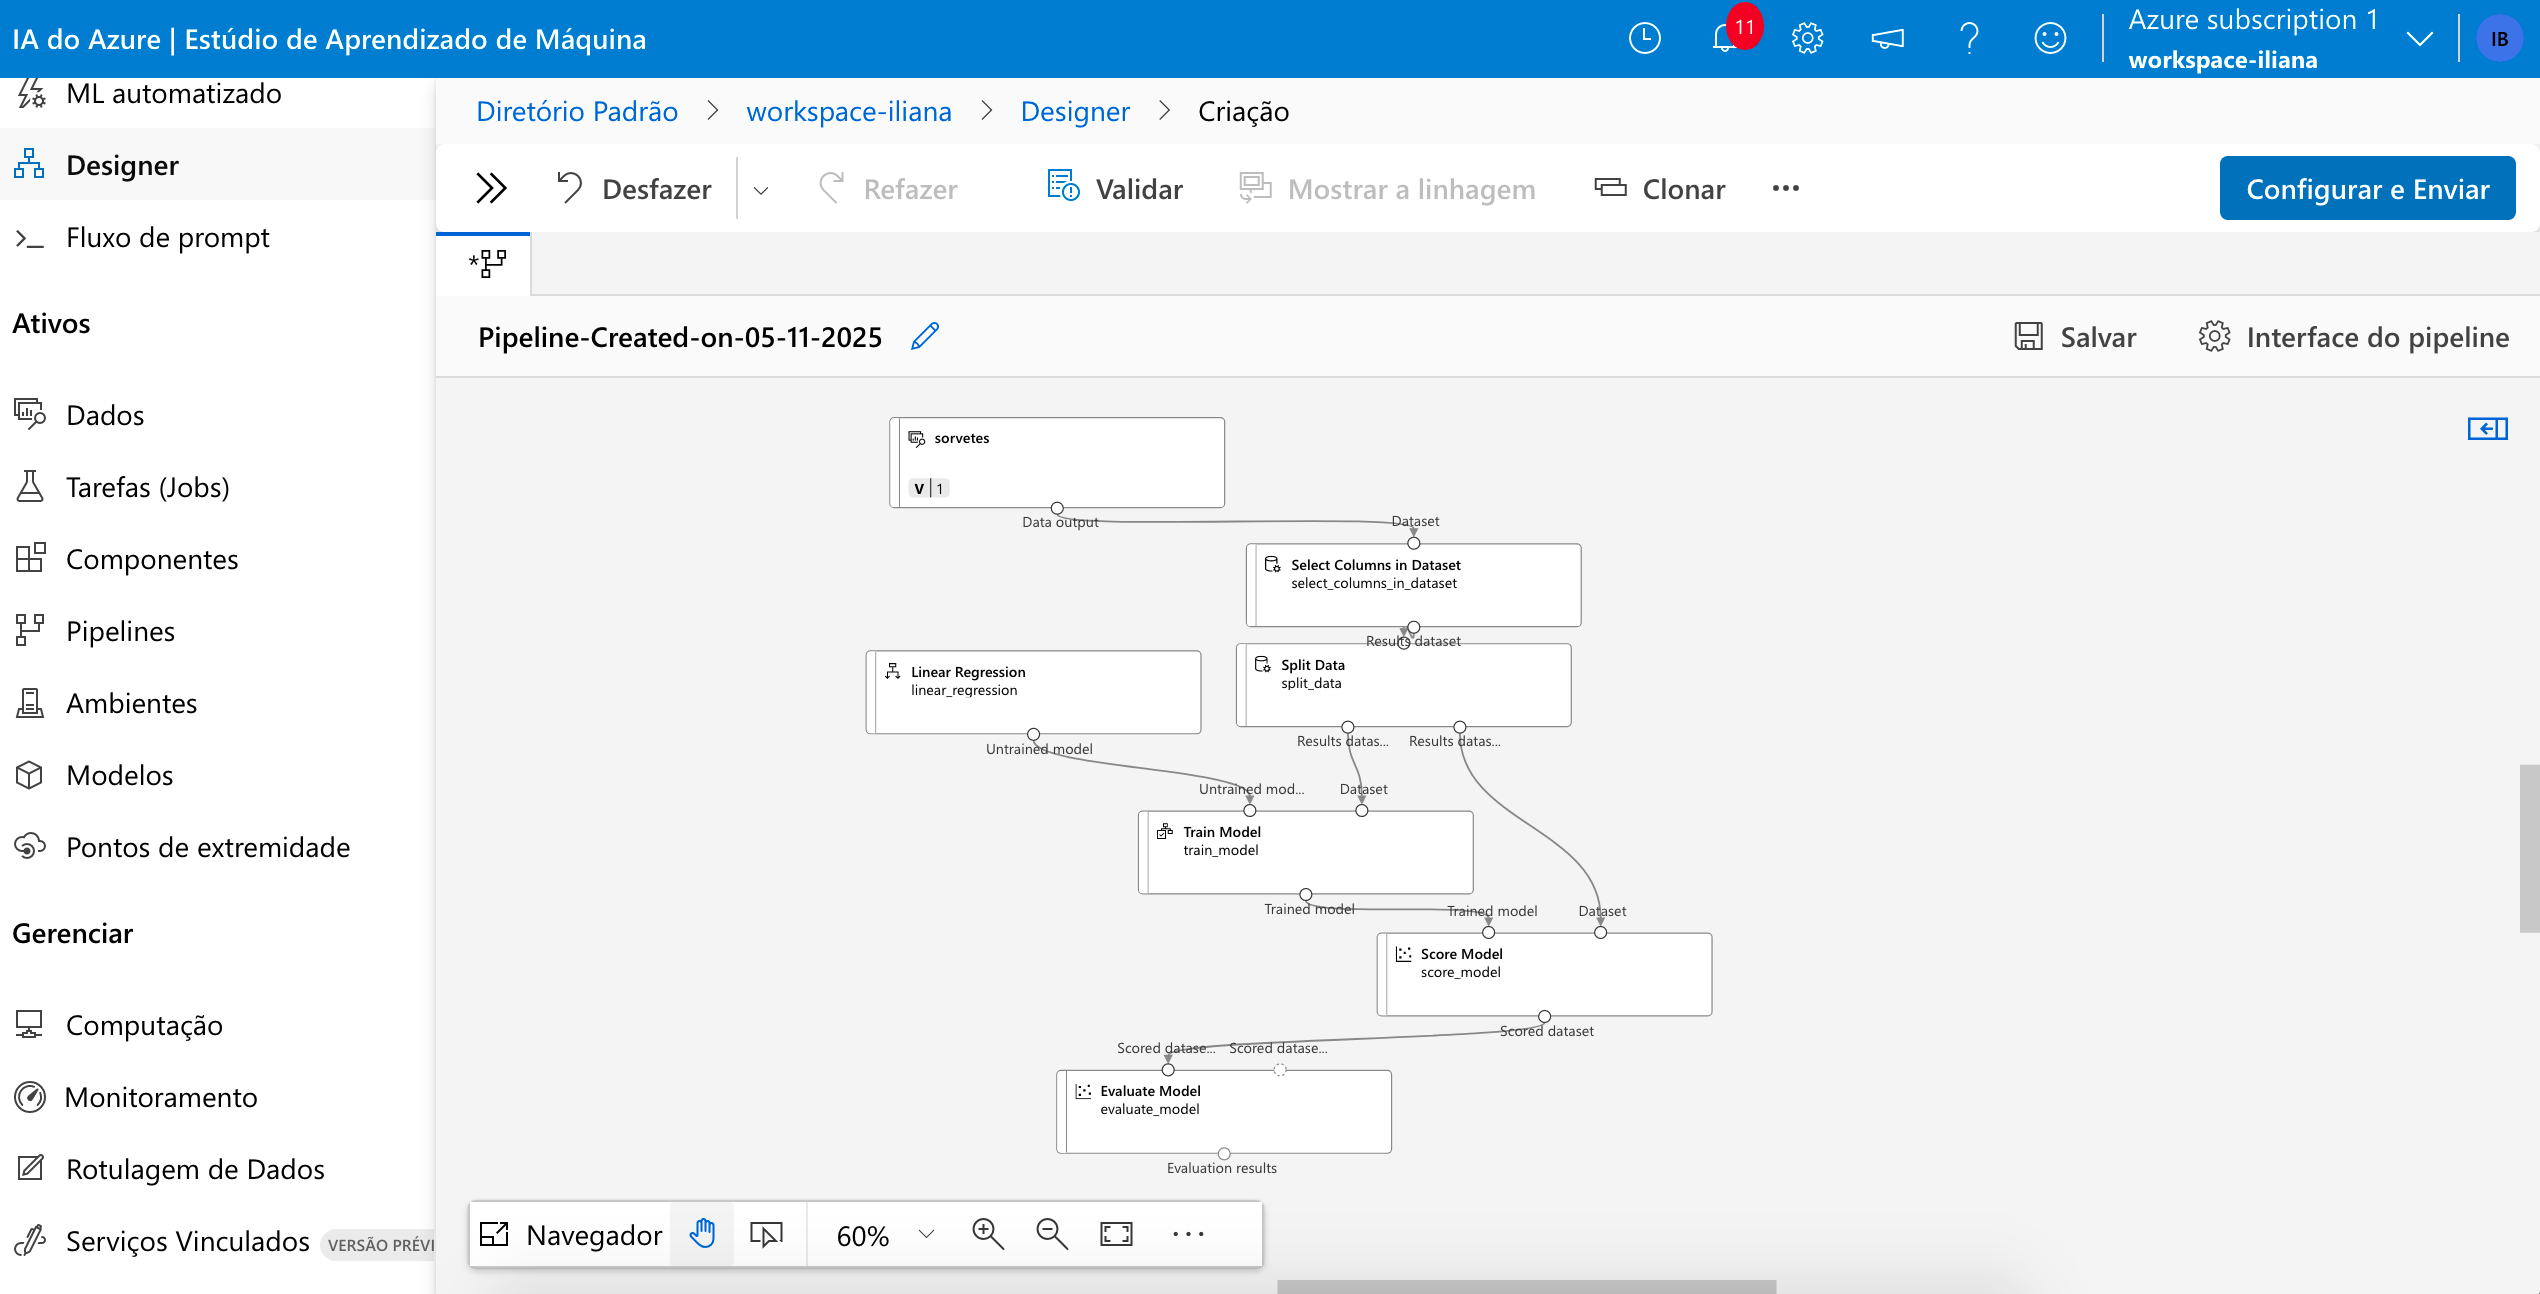 IA do Azure | Estúdio de Aprendizado de Máquina
11
Azure subscription 1
workspace-iliana
IB
ML automatizado
Designer
Fluxo de prompt
Ativos
Dados
Tarefas (Jobs)
Componentes
Pipelines
Ambientes
Modelos
Pontos de extremidade
Gerenciar
Computação
Monitoramento
Rotulagem de Dados
Serviços Vinculados VERSÃO PRÉVI
Diretório Padrão > workspace-iliana > Designer > Criação
Desfazer
Refazer
Validar
Mostrar a linhagem
Clonar
Configurar e Enviar
Pipeline-Created-on-05-11-2025
Salvar
Interface do pipeline
sorvetes
V | 1
Data output
Dataset
Select Columns in Dataset
select_columns_in_dataset
Results dataset
Linear Regression
linear_regression
Untrained model
Split Data
split_data
Results datas...
Results datas...
Untrained mod...
Dataset
Train Model
train_model
Trained model
Trained model
Dataset
Score Model
score_model
Scored dataset
Scored datase...
Scored datase...
Evaluate Model
evaluate_model
Evaluation results
Navegador
60%